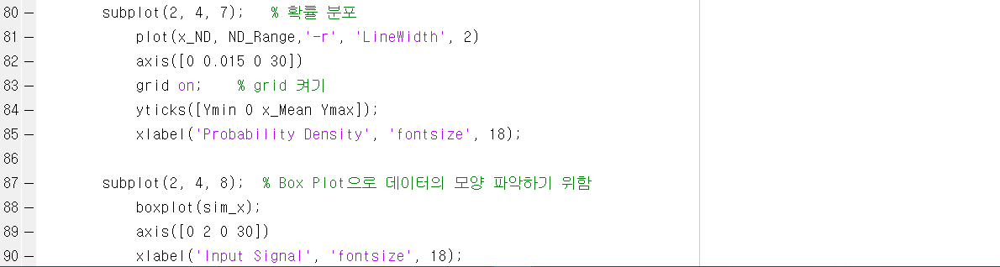 80 – subplot(2, 4, 7);   % 확률 분포
81 – plot(x_ND, ND_Range,'-r', 'LineWidth', 2)
82 – axis([0 0.015 0 30])
83 – grid on;    % grid 켜기
84 – yticks([Ymin 0 x_Mean Ymax]);
85 – xlabel('Probability Density', 'fontsize', 18);
86
87 – subplot(2, 4, 8);  % Box Plot으로 데이터의 모양 파악하기 위함
88 – boxplot(sim_x);
89 – axis([0 2 0 30])
90 – xlabel('Input Signal', 'fontsize', 18);